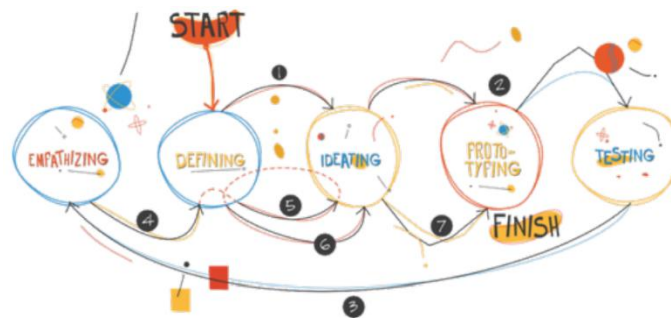 START
1
2
EMPATHIZING
DEFINING
IDEATING
PROTO-
TYPING
TESTING
4
5
6
7
FINISH
3